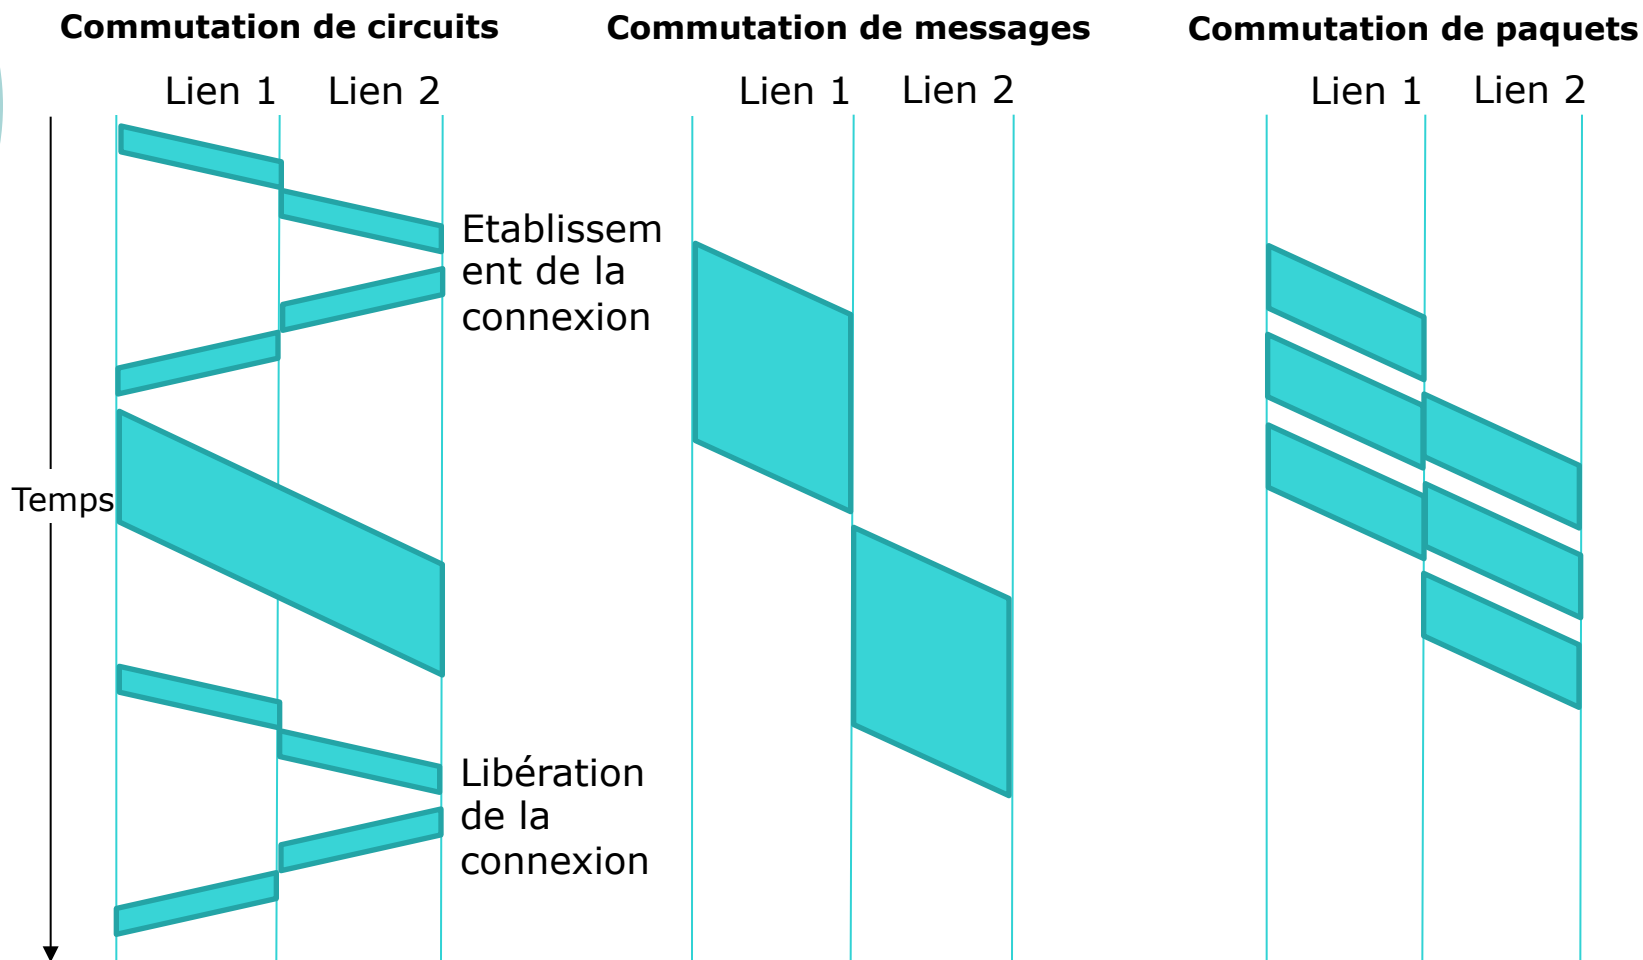 Commutation de circuits
Commutation de messages
Commutation de paquets
Lien 1
Lien 2
Lien 1
Lien 2
Lien 1
Lien 2
Etablissem
ent de la
connexion
Temps
Libération
de la
connexion